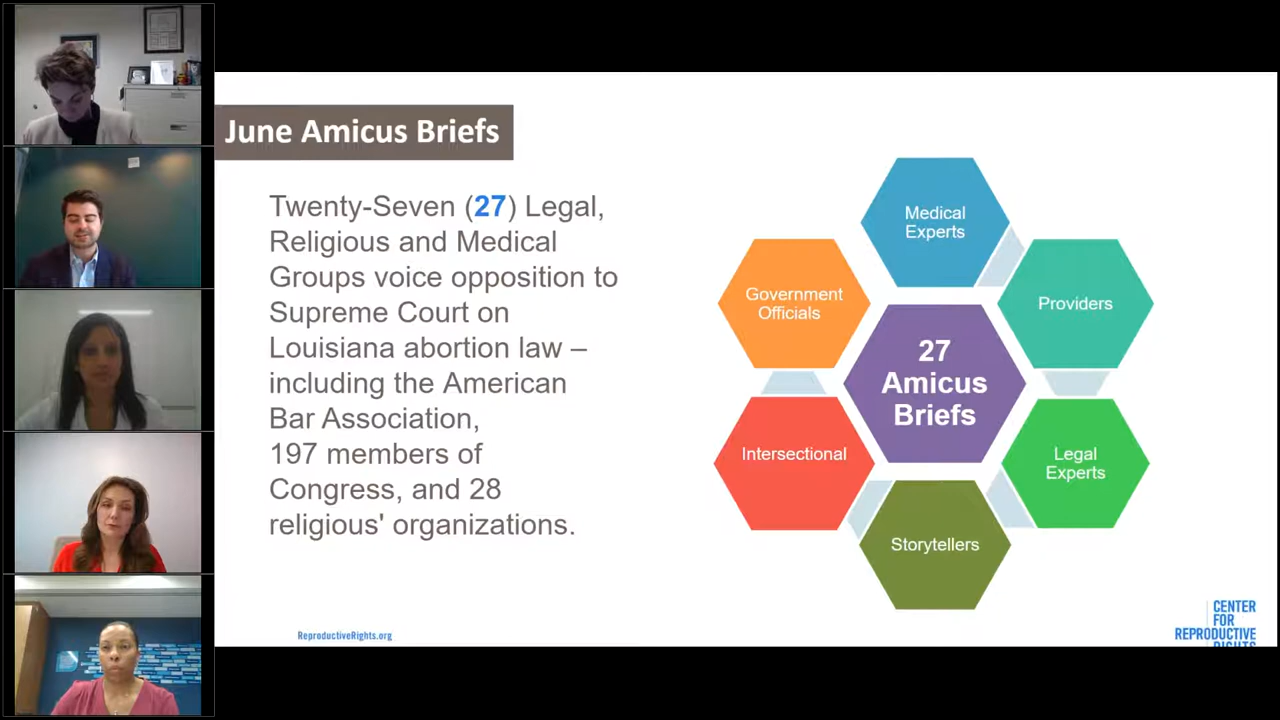 June Amicus Briefs
Twenty-Seven (27) Legal,
Religious and Medical
Groups voice opposition to
Supreme Court on
Louisiana abortion law –
including the American
Bar Association,
197 members of
Congress, and 28
religious' organizations.
Medical
Experts
Government
Officials
Providers
27
Amicus
Briefs
Intersectional
Legal
Experts
Storytellers
ReproductiveRights.org
CENTER
FOR
REPRODUCTIVE
RIGHTS